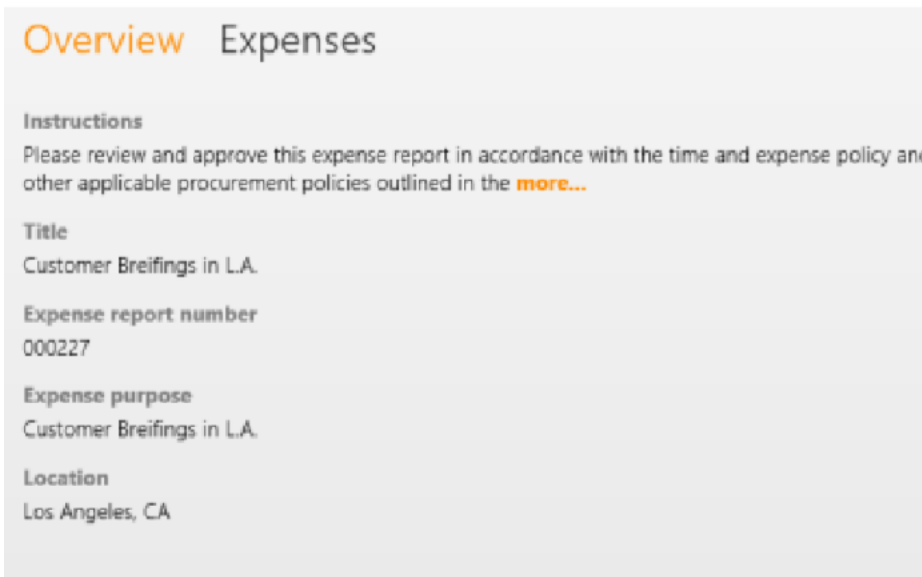 Overview Expenses
Instructions
Please review and approve this expense report in accordance with the time and expense policy and
other applicable procurement policies outlined in the more...
Title
Customer Breifings in L.A.
Expense report number
000227
Expense purpose
Customer Breifings in L.A.
Location
Los Angeles, CA